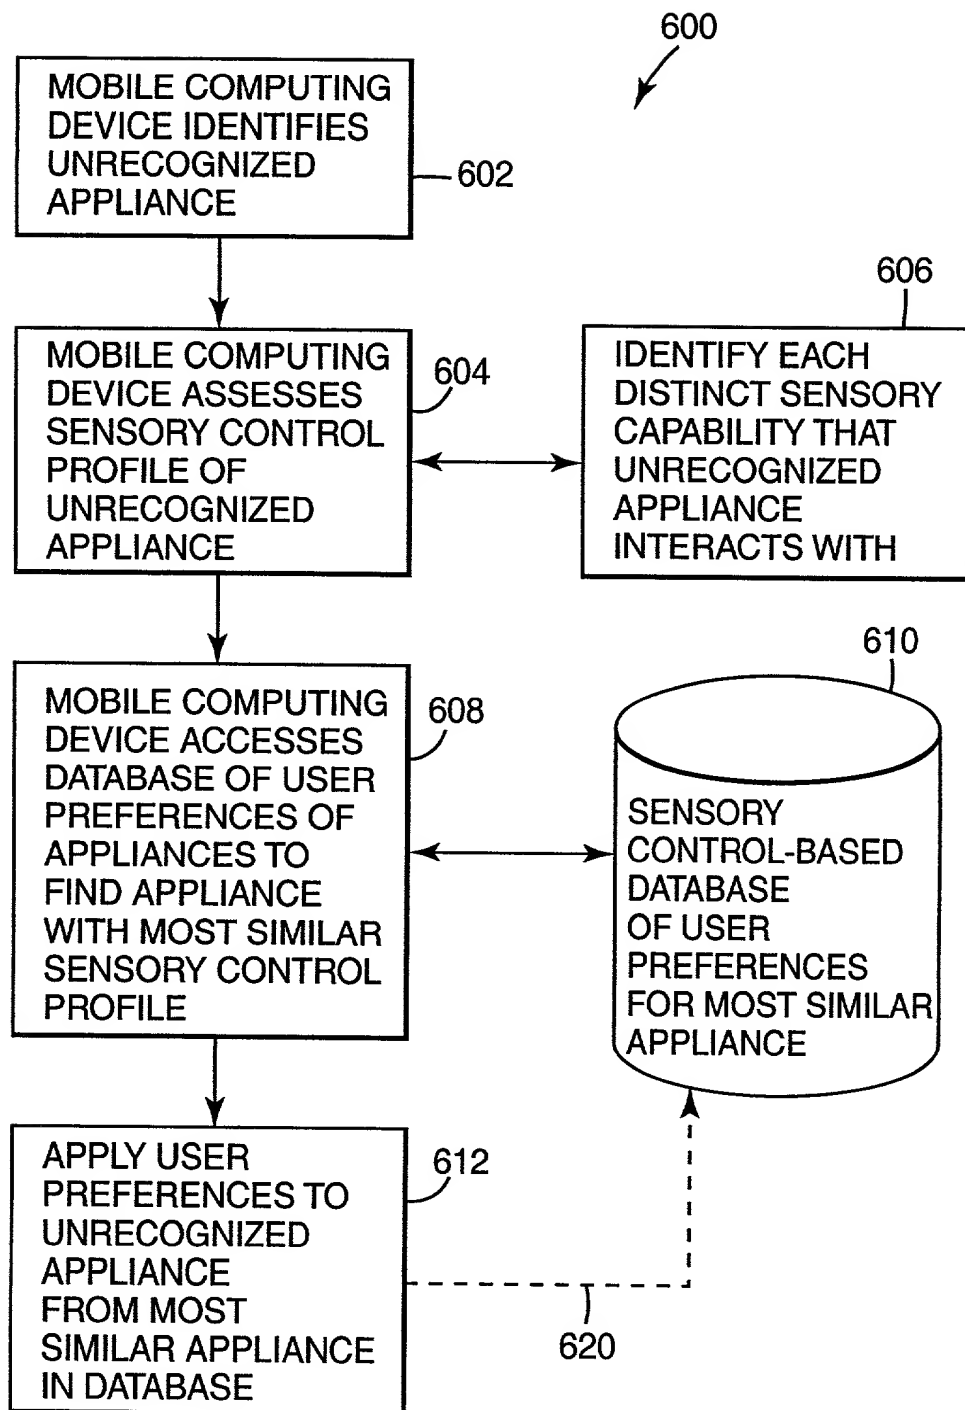 600
MOBILE COMPUTING
DEVICE IDENTIFIES
UNRECOGNIZED
APPLIANCE
602
MOBILE COMPUTING
DEVICE ASSESSES
SENSORY CONTROL
PROFILE OF
UNRECOGNIZED
APPLIANCE
604
606
IDENTIFY EACH
DISTINCT SENSORY
CAPABILITY THAT
UNRECOGNIZED
APPLIANCE
INTERACTS WITH
MOBILE COMPUTING
DEVICE ACCESSES
DATABASE OF USER
PREFERENCES OF
APPLIANCES TO
FIND APPLIANCE
WITH MOST SIMILAR
SENSORY CONTROL
PROFILE
608
610
SENSORY
CONTROL-BASED
DATABASE
OF USER
PREFERENCES
FOR MOST SIMILAR
APPLIANCE
APPLY USER
PREFERENCES TO
UNRECOGNIZED
APPLIANCE
FROM MOST
SIMILAR APPLIANCE
IN DATABASE
612
620